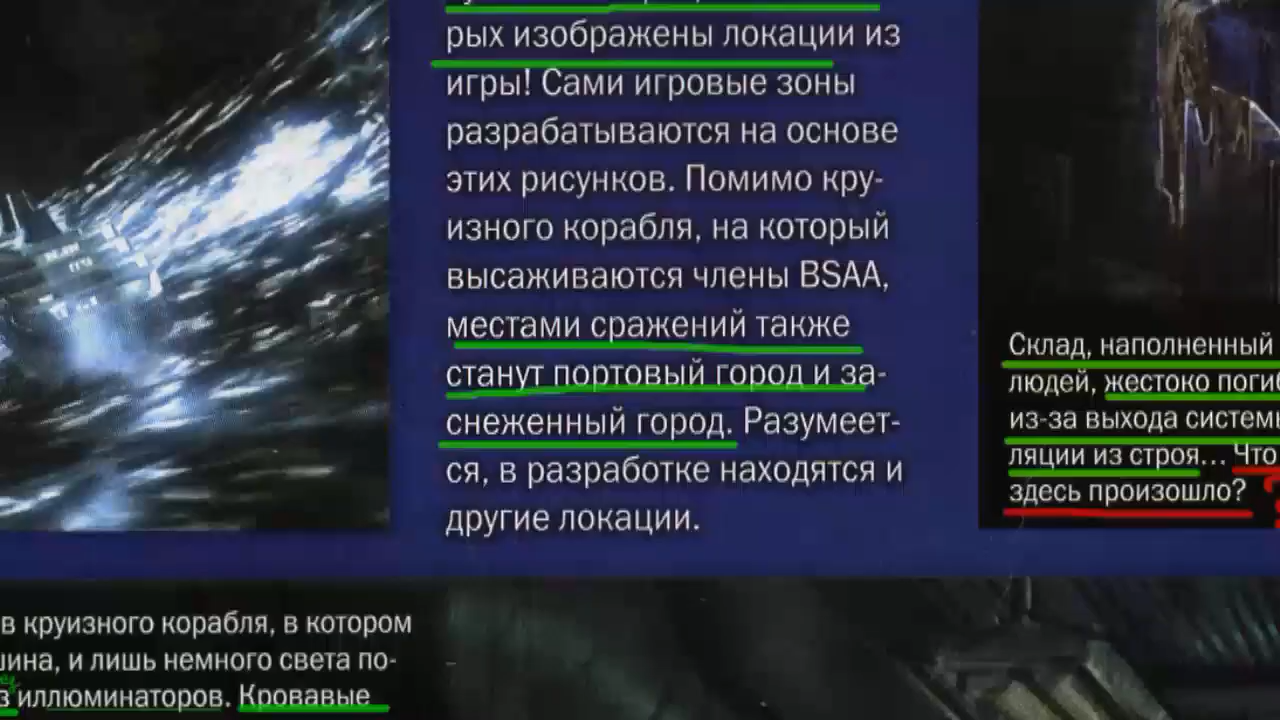 рых изображены локации из
игры! Сами игровые зоны
разрабатываются на основе
этих рисунков. Помимо кру-
изного корабля, на который
высаживаются члены BSAA,
местами сражений также
станут портовый город и за-
снеженный город. Разумеет-
ся, в разработке находятся и
другие локации.
Склад, наполненный
людей, жестоко
из-за выхода
ляции из строя... Что
здесь произошло?
в круизного корабля, в котором
и лишь немного света по-
иллюминаторов. Кровавые